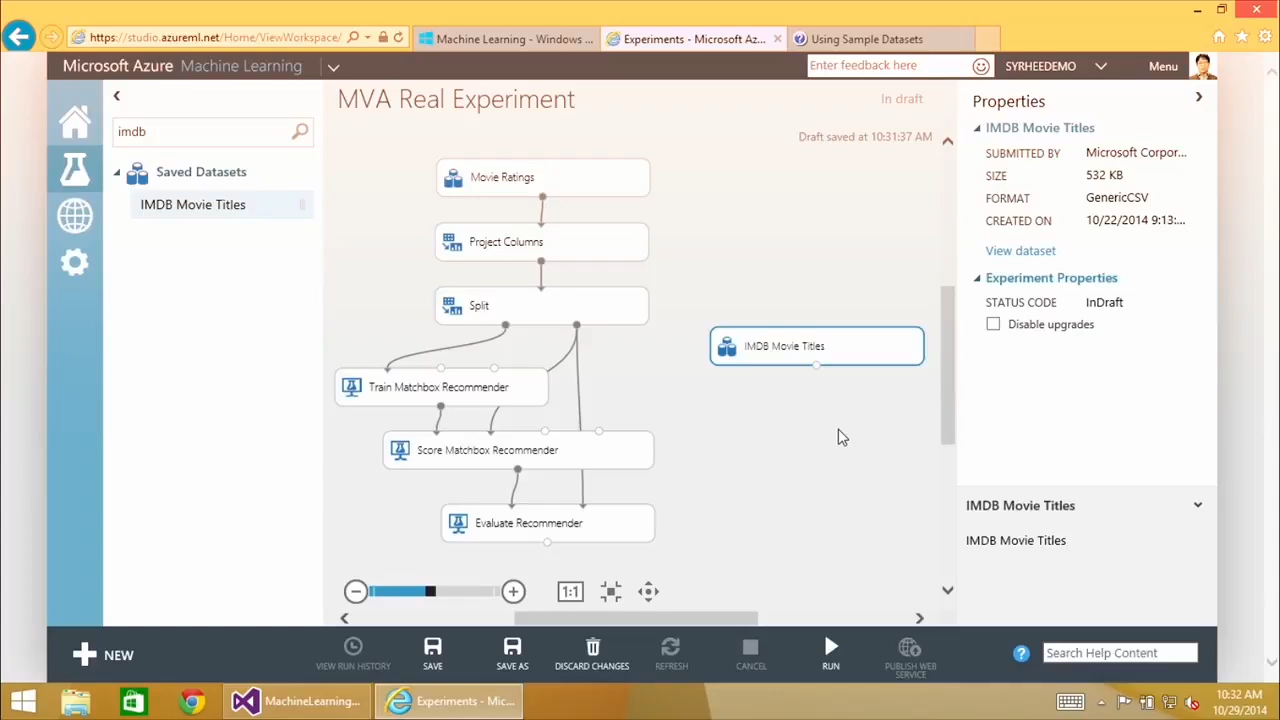 https://studio.azureml.net/Home/ViewWorkspace/
Machine Learning - Windows ...
Experiments - Microsoft Az...
Using Sample Datasets
Microsoft Azure Machine Learning
Enter feedback here
SYRHEEDEMO
Menu
imdb
Saved Datasets
IMDB Movie Titles
MVA Real Experiment
In draft
Draft saved at 10:31:37 AM
Movie Ratings
Project Columns
Split
IMDB Movie Titles
Train Matchbox Recommender
Score Matchbox Recommender
Evaluate Recommender
1:1
Properties
IMDB Movie Titles
SUBMITTED BY Microsoft Corpor...
SIZE 532 KB
FORMAT GenericCSV
CREATED ON 10/22/2014 9:13:...
View dataset
Experiment Properties
STATUS CODE InDraft
Disable upgrades
IMDB Movie Titles
IMDB Movie Titles
NEW
VIEW RUN HISTORY
SAVE
SAVE AS
DISCARD CHANGES
REFRESH
CANCEL
RUN
PUBLISH WEB
SERVICE
?
Search Help Content
MachineLearning...
Experiments - Mic...
10:32 AM
10/29/2014